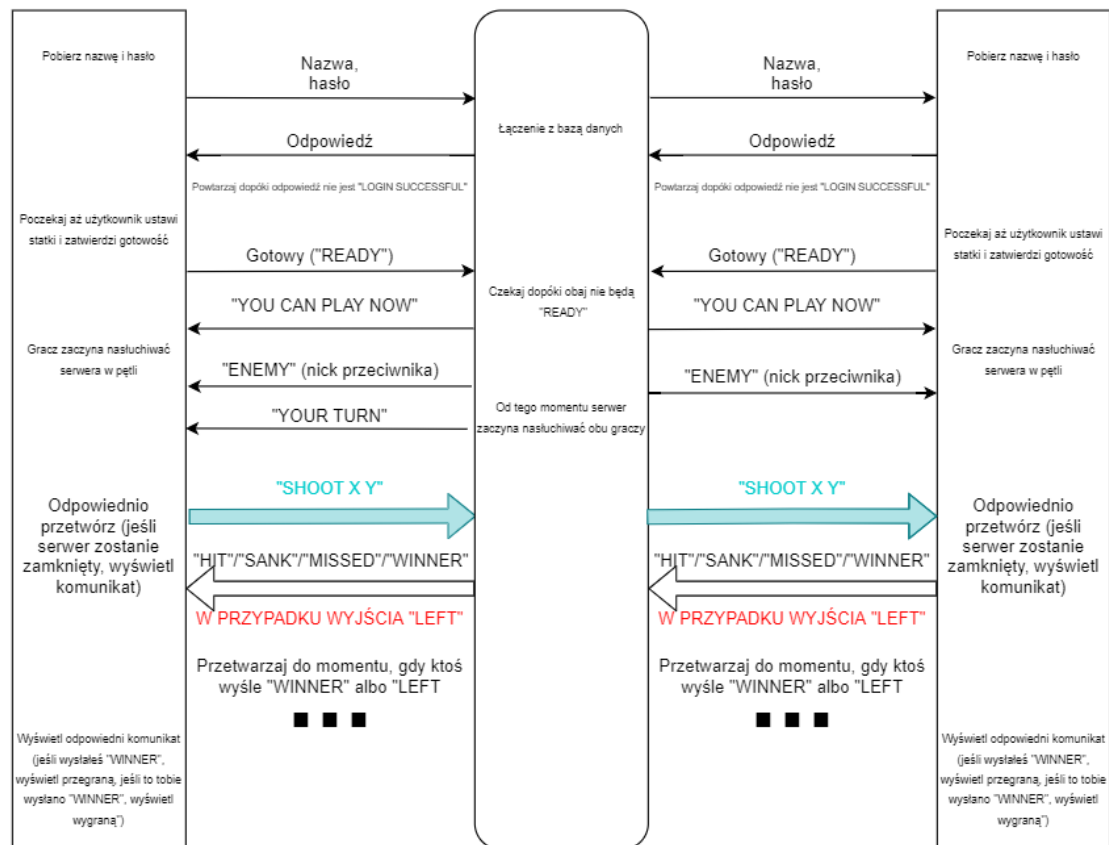 Pobierz nazwę i hasło
Nazwa,
hasło
Nazwa,
hasło
Pobierz nazwę i hasło
Łączenie z bazą danych
Odpowiedź
Odpowiedź
Powtarzaj dopóki odpowiedź nie jest "LOGIN SUCCESSFUL"
Powtarzaj dopóki odpowiedź nie jest "LOGIN SUCCESSFUL"
Poczekaj aż użytkownik ustawi
statki i zatwierdzi gotowość
Poczekaj aż użytkownik ustawi
statki i zatwierdzi gotowość
Gotowy ("READY")
Gotowy ("READY")
Czekaj dopóki obaj nie będą
"READY"
"YOU CAN PLAY NOW"
"YOU CAN PLAY NOW"
Gracz zaczyna nasłuchiwać
serwera w pętli
Gracz zaczyna nasłuchiwać
serwera w pętli
"ENEMY" (nick przeciwnika)
"ENEMY" (nick przeciwnika)
"YOUR TURN"
Od tego momentu serwer
zaczyna nasłuchiwać obu graczy
"SHOOT X Y"
"SHOOT X Y"
Odpowiednio
przetwórz (jeśli
serwer zostanie
zamknięty, wyświetl
komunikat)
Odpowiednio
przetwórz (jeśli
serwer zostanie
zamknięty, wyświetl
komunikat)
"HIT"/"SANK"/"MISSED"/"WINNER"
"HIT"/"SANK"/"MISSED"/"WINNER"
W PRZYPADKU WYJŚCIA "LEFT"
W PRZYPADKU WYJŚCIA "LEFT"
Przetwarzaj do momentu, gdy ktoś
wyśle "WINNER" albo "LEFT
Przetwarzaj do momentu, gdy ktoś
wyśle "WINNER" albo "LEFT
Wyświetl odpowiedni komunikat
(jeśli wysłałeś "WINNER",
wyświetl przegraną, jeśli to tobie
wysłano "WINNER", wyświetl
wygraną")
Wyświetl odpowiedni komunikat
(jeśli wysłałeś "WINNER",
wyświetl przegraną, jeśli to tobie
wysłano "WINNER", wyświetl
wygraną")